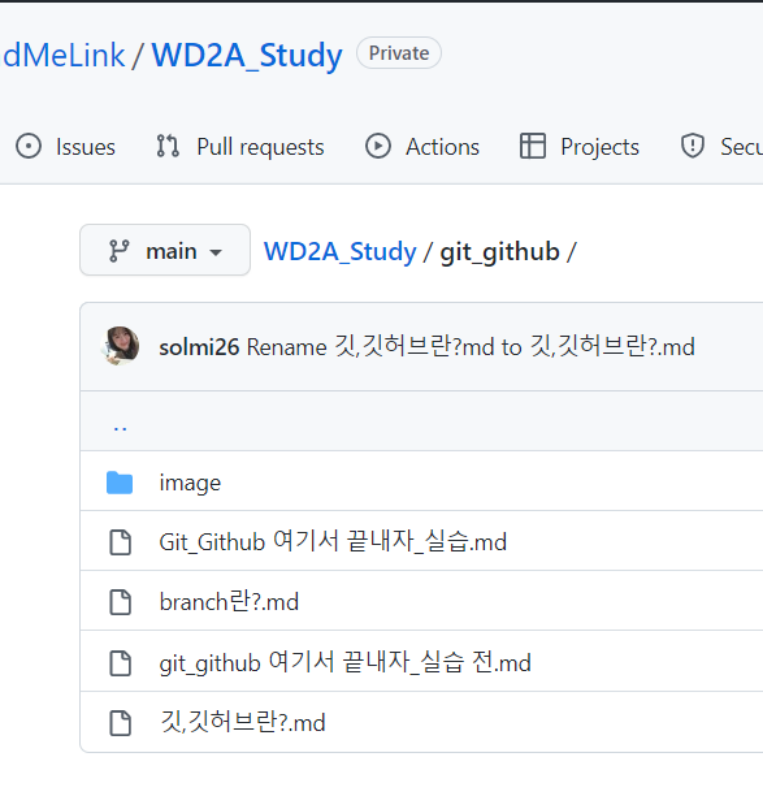 dMeLink / WD2A_Study Private
Issues Pull requests Actions Projects Secu
main WD2A_Study / git_github /
solmi26 Rename 깃,깃허브란?md to 깃,깃허브란?.md
..
image
Git_Github 여기서 끝내자_실습.md
branch란?.md
git_github 여기서 끝내자_실습 전.md
깃,깃허브란?.md